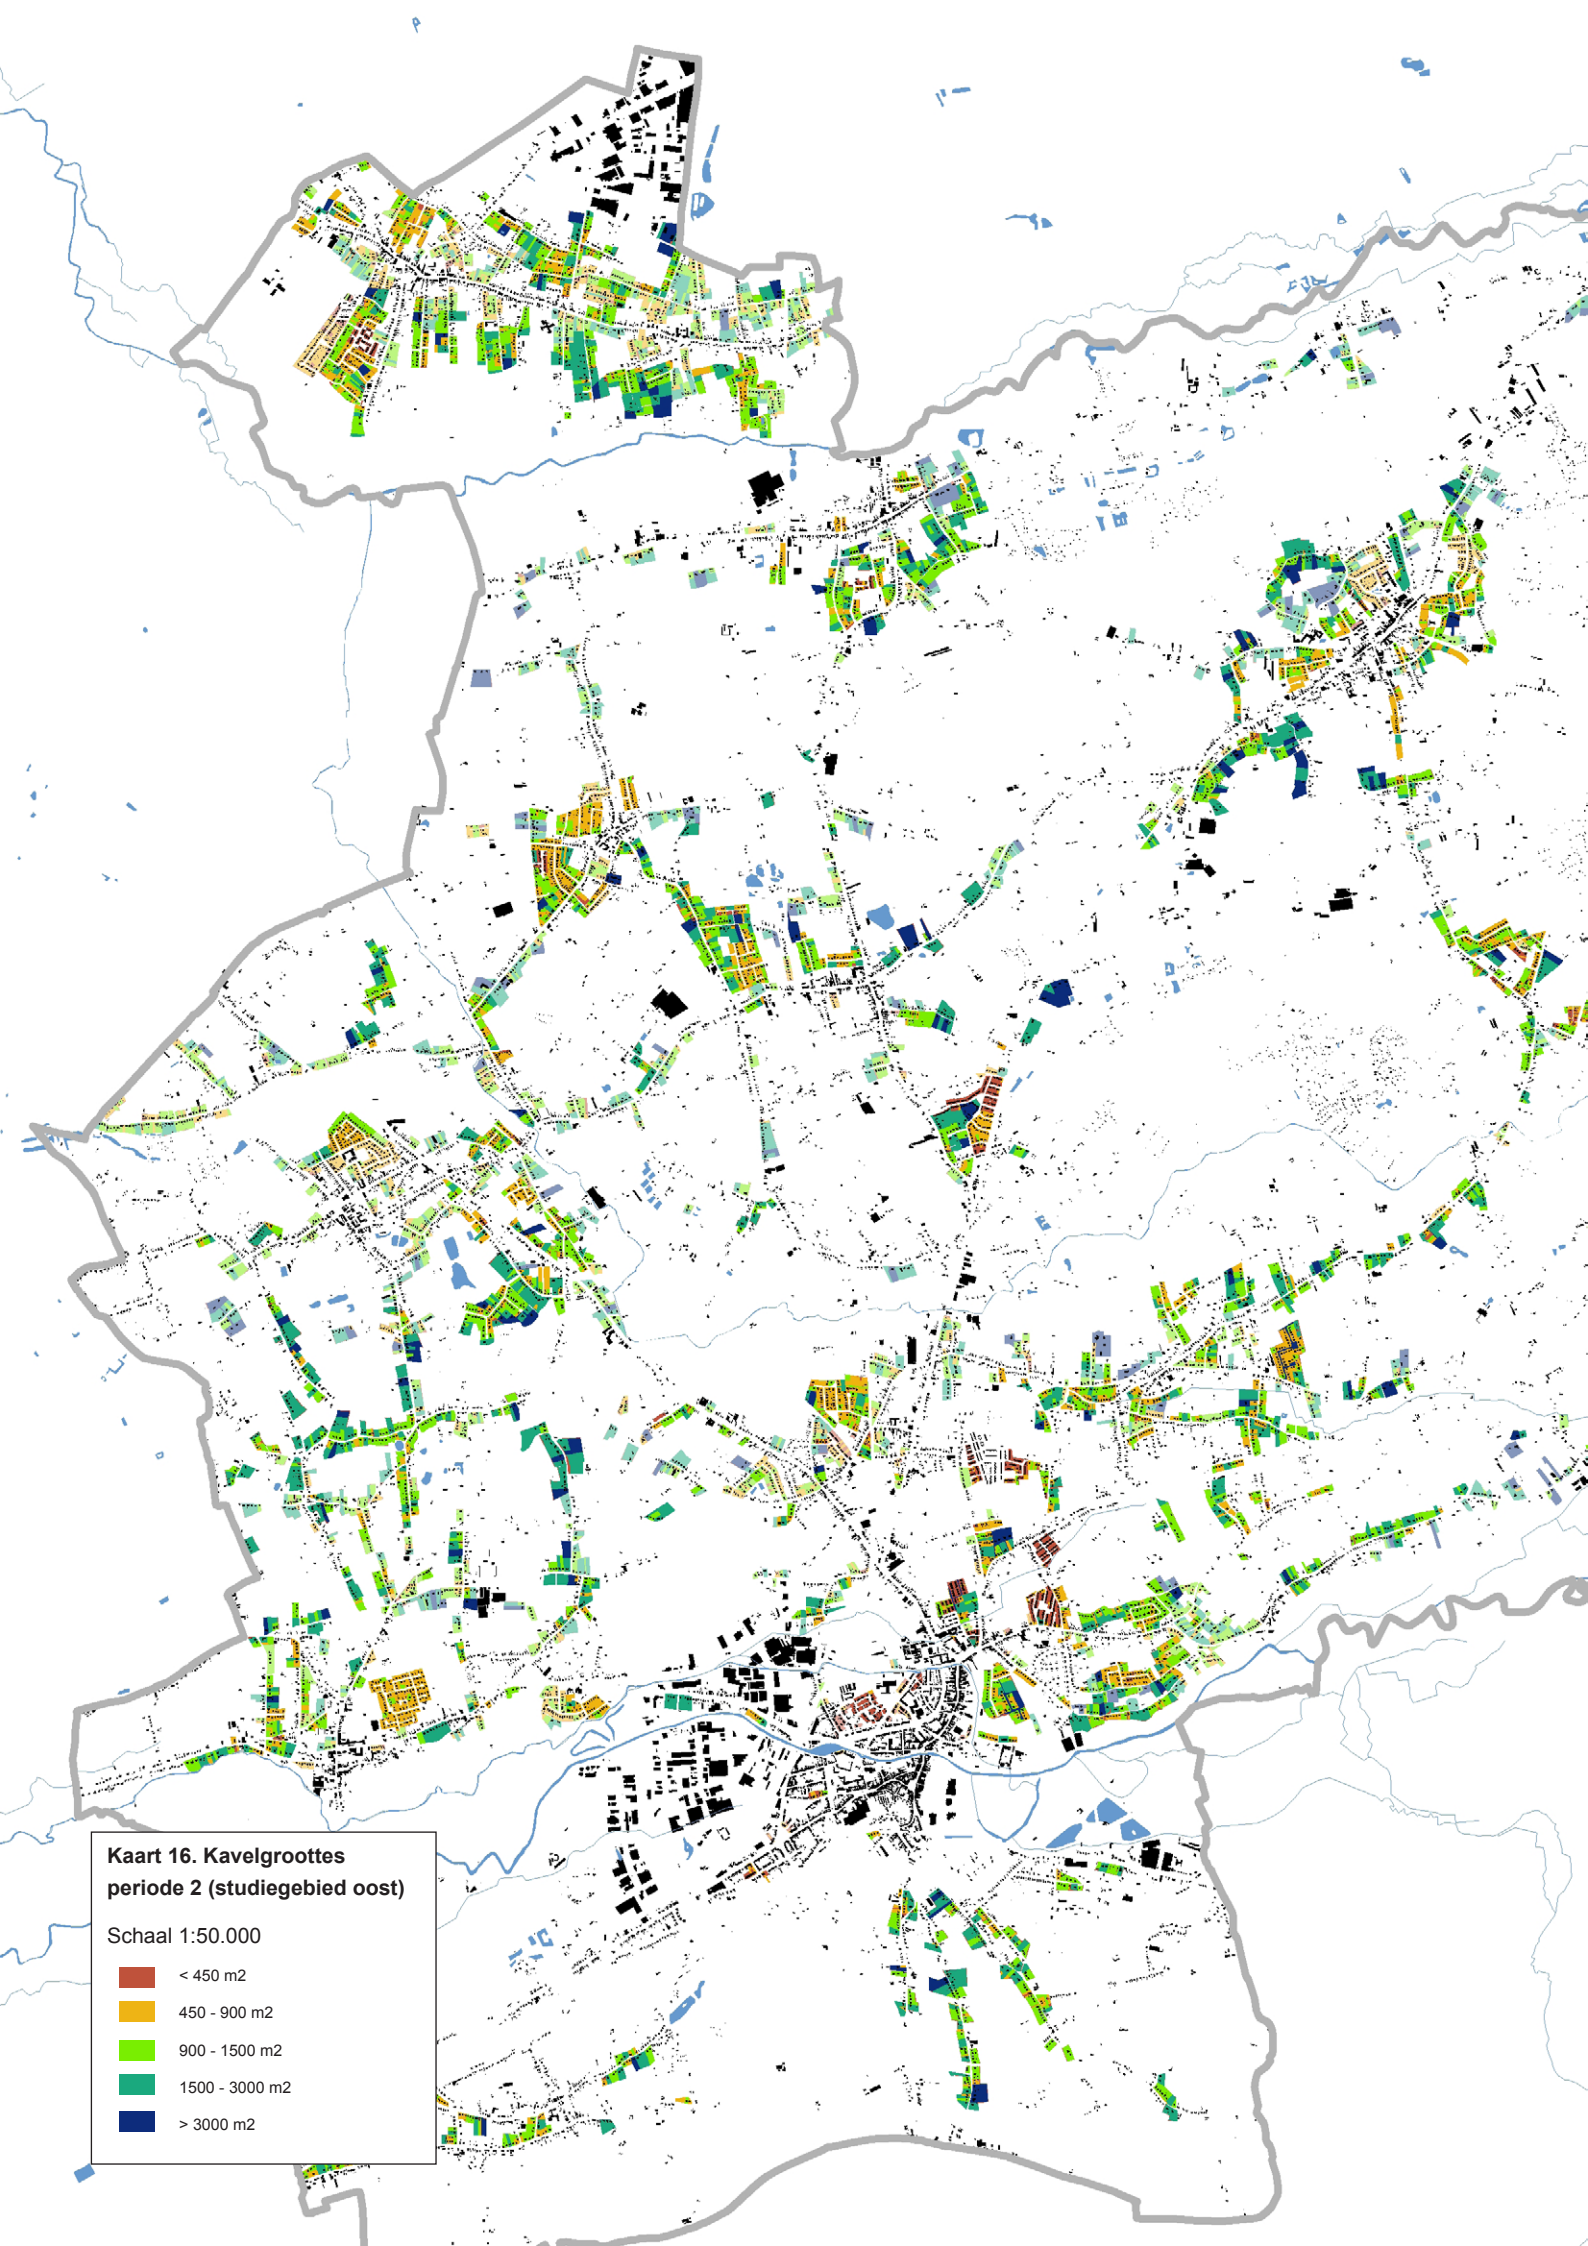 Kaart 16. Kavelgroottes
periode 2 (studiegebied oost)
Schaal 1:50.000
< 450 m2
450 - 900 m2
900 - 1500 m2
1500 - 3000 m2
> 3000 m2